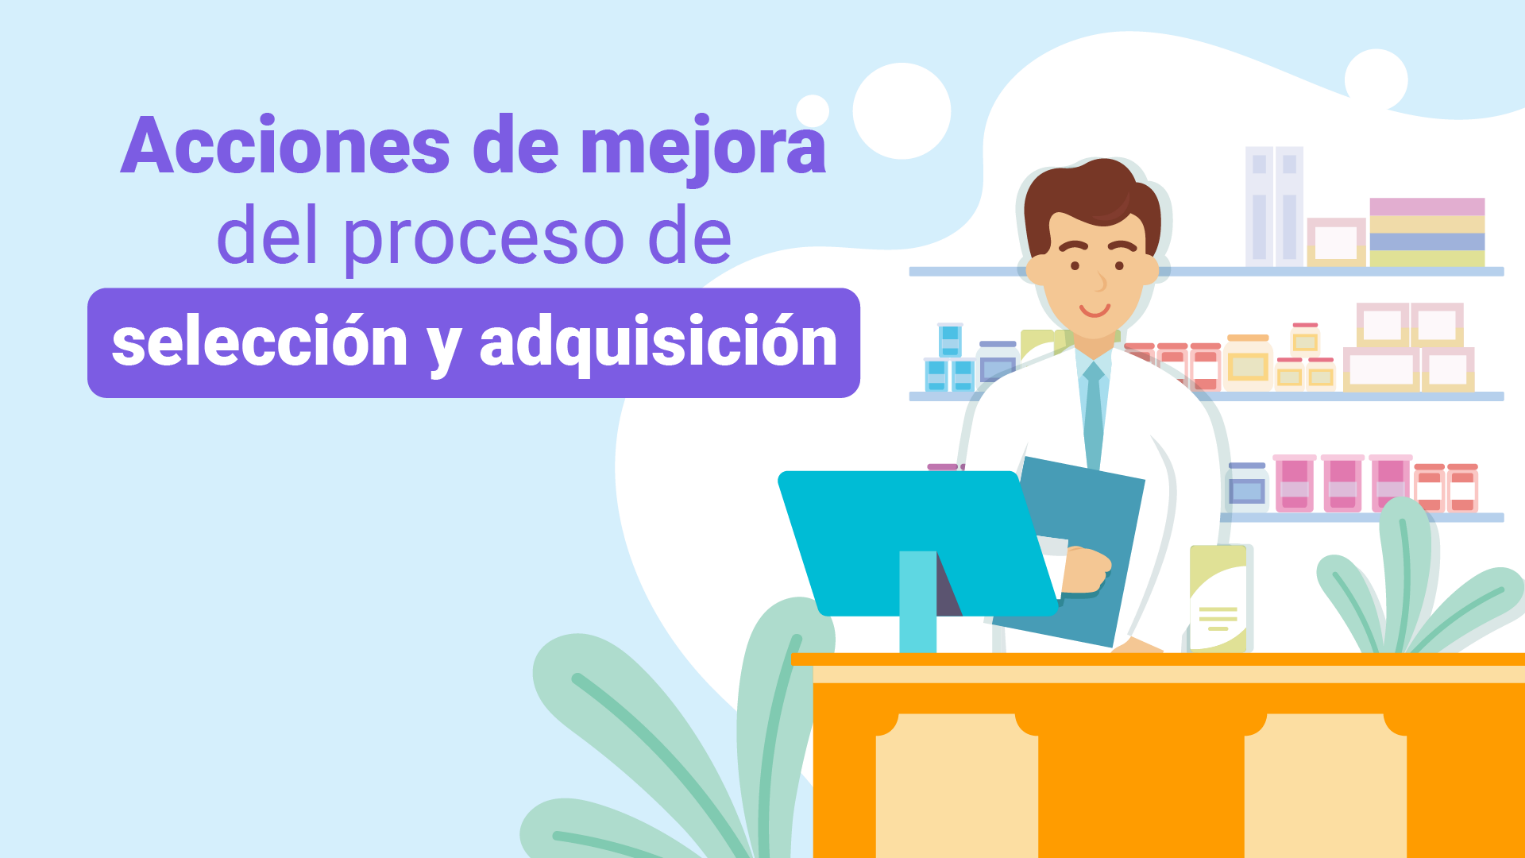 Acciones de mejora
del proceso de
selección y adquisición